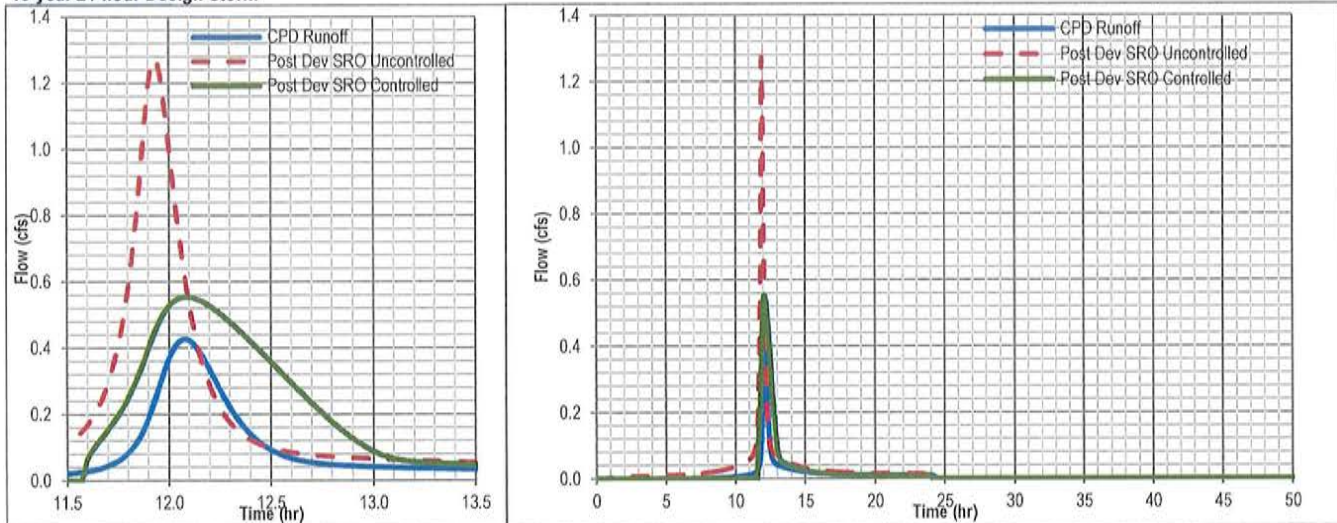 24-hour Design Storm
1.4
1.2
1.0
0.8
0.6
0.4
0.2
0.0
Flow (cfs)
CPD Runoff
Post Dev SRO Uncontrolled
Post Dev SRO Controlled
11.5
12.0
12.5
13.0
13.5
Time (hr)
1.4
1.2
1.0
0.8
0.6
0.4
0.2
0.0
Flow (cfs)
CPD Runoff
Post Dev SRO Uncontrolled
Post Dev SRO Controlled
0
5
10
15
20
25
30
35
40
45
50
Time (hr)